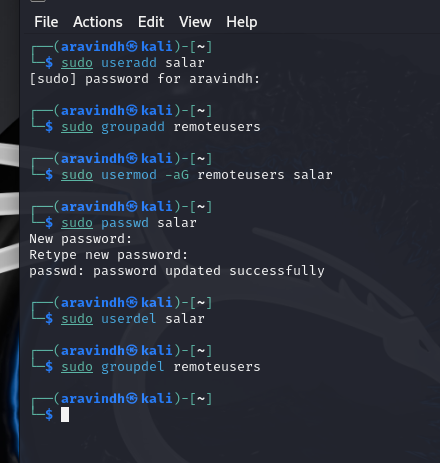 File Actions Edit View Help
┌──(aravindh㉿kali)-[~]
└─$ sudo useradd salar
[sudo] password for aravindh:
┌──(aravindh㉿kali)-[~]
└─$ sudo groupadd remoteusers
┌──(aravindh㉿kali)-[~]
└─$ sudo usermod -aG remoteusers salar
┌──(aravindh㉿kali)-[~]
└─$ sudo passwd salar
New password:
Retype new password:
passwd: password updated successfully
┌──(aravindh㉿kali)-[~]
└─$ sudo userdel salar
┌──(aravindh㉿kali)-[~]
└─$ sudo groupdel remoteusers
┌──(aravindh㉿kali)-[~]
└─$